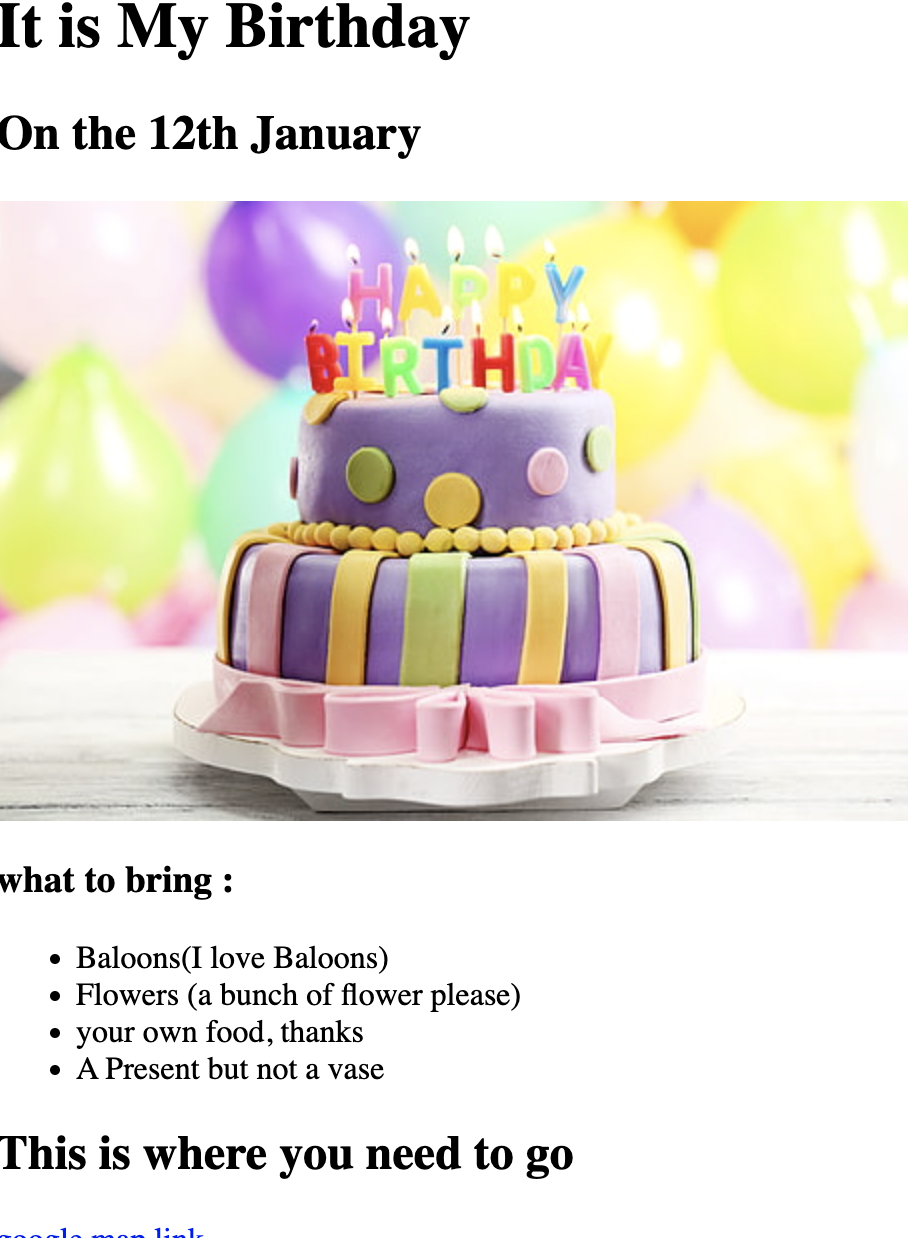 It is My Birthday
On the 12th January
HAPPY
BIRTHDAY
what to bring :
Baloons(I love Baloons)
Flowers (a bunch of flower please)
your own food, thanks
A Present but not a vase
This is where you need to go
google map link